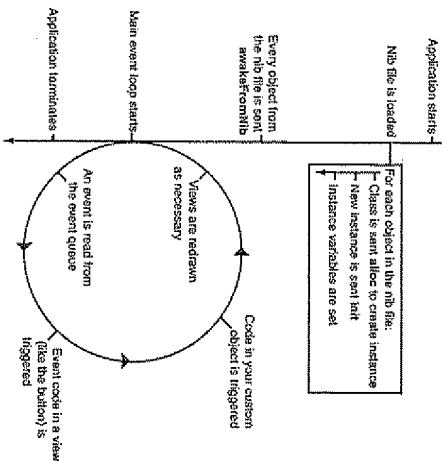 Application starts
Nib file is loaded
For each object in the nib file:
Class is sent alloc to create instance
New instance is sent init
Instance variables are set
Every object from
the nib file is sent
awakeFromNib
Main event loop starts
Application terminates
An event is read from
the event queue
Event code in a view
(like the button) is
triggered
Code in your custom
object is triggered
Views are redrawn
as necessary